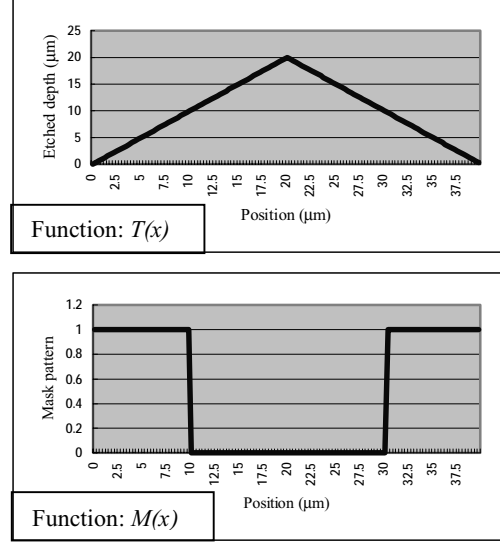 25
20
15
10
5
0
Etched depth (μm)
0 2.5 5 7.5 10 12.5 15 17.5 20 22.5 25 27.5 30 32.5 35 37.5
Position (μm)
Function: T(x)
1.2
1
0.8
0.6
0.4
0.2
0
Mask pattern
0 2.5 5 7.5 10 12.5 15 17.5 20 22.5 25 27.5 30 32.5 35 37.5
Position (μm)
Function: M(x)